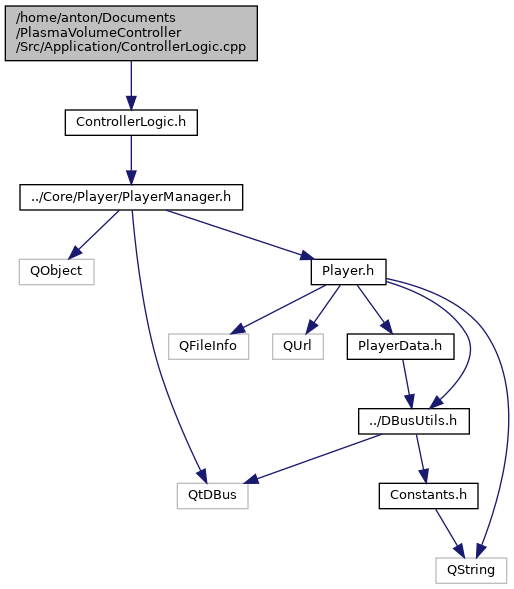 /home/anton/Documents
/PlasmaVolumeController
/Src/Application/ControllerLogic.cpp
ControllerLogic.h
../Core/Player/PlayerManager.h
QObject
Player.h
QFileInfo
QUrl
PlayerData.h
../DBusUtils.h
QtDBus
Constants.h
QString